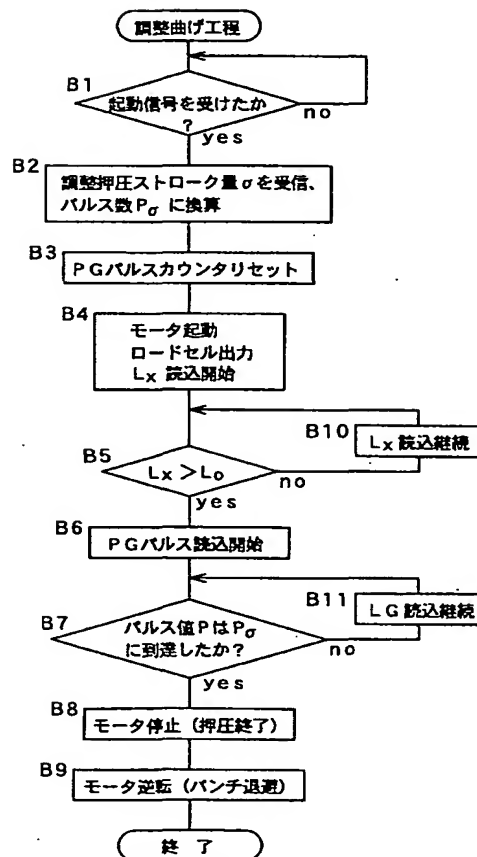 調整曲げ工程
B1
起動信号を受けたか
?
no
yes
B2
調整押圧ストローク量σを受信、
パルス数Pσに換算
B3
PGパルスカウンタリセット
B4
モータ起動
ロードセル出力
Lx 読込開始
B10
Lx 読込継続
B5
Lx>Lo
no
yes
B6
PGパルス読込開始
B11
LG読込継続
B7
パルス値PはPσ
に到達したか?
no
yes
B8
モータ停止(押圧終了)
B9
モータ逆転(パンチ退避)
終了